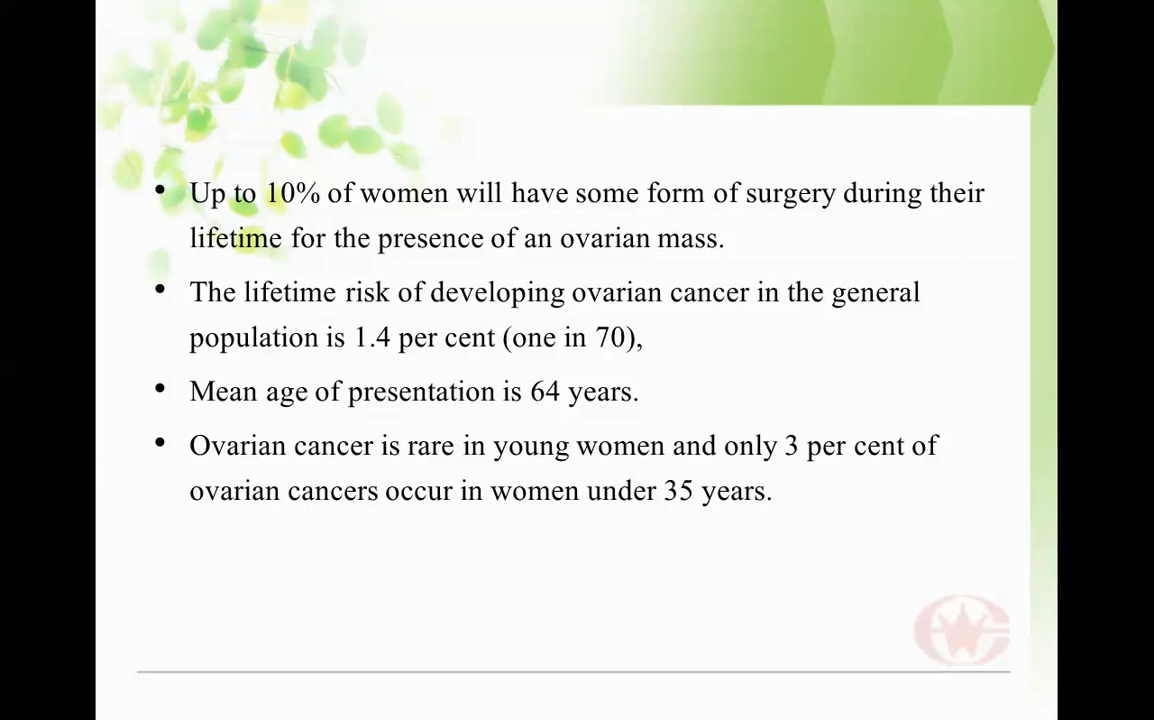 • Up to 10% of women will have some form of surgery during their
lifetime for the presence of an ovarian mass.
• The lifetime risk of developing ovarian cancer in the general
population is 1.4 per cent (one in 70),
• Mean age of presentation is 64 years.
• Ovarian cancer is rare in young women and only 3 per cent of
ovarian cancers occur in women under 35 years.